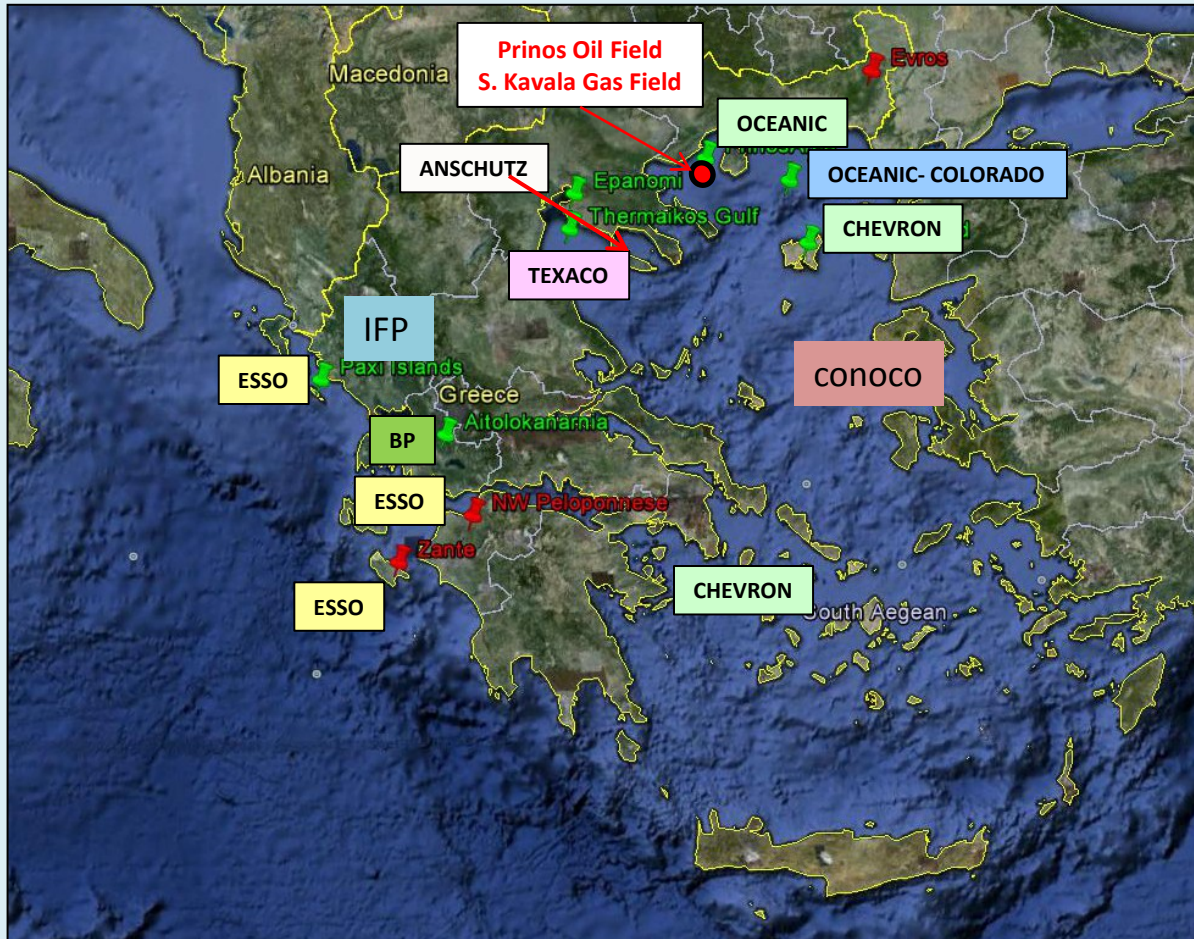 Prinos Oil Field
S. Kavala Gas Field
Evros
Macedonia
OCEANIC
Albania
ANSCHUTZ
Epanomi
OCEANIC- COLORADO
Thermaikos Gulf
CHEVRON
TEXACO
IFP
Paxi Islands
ESSO
conoco
Greece
Aitolokarnarnia
BP
ESSO
NW Peloponnese
Zante
ESSO
CHEVRON
South Aegean